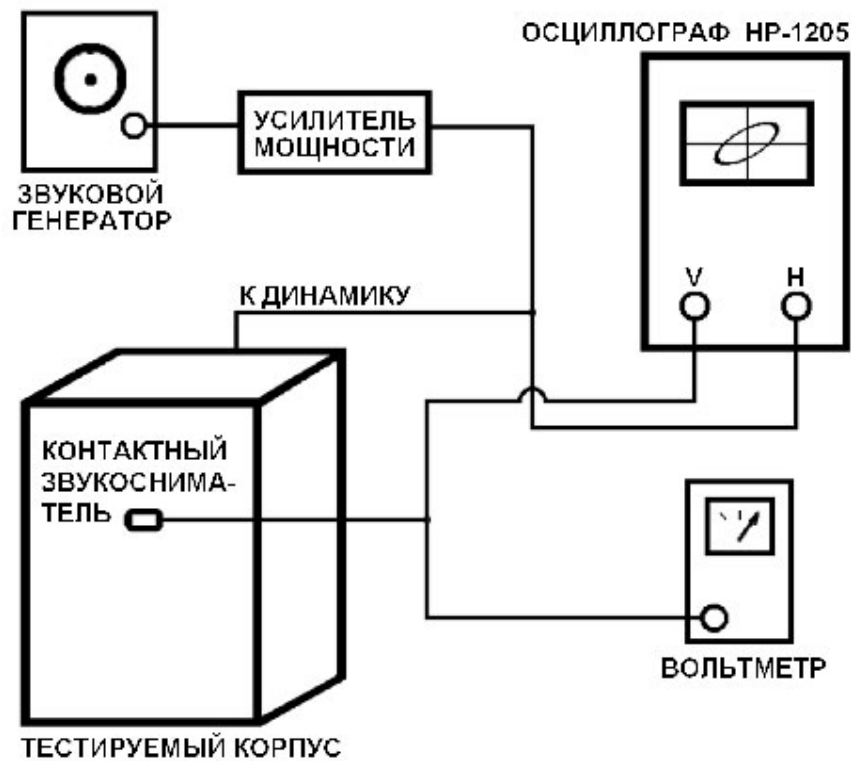 ОСЦИЛЛОГРАФ HP-1205
УСИЛИТЕЛЬ
МОЩНОСТИ
ЗВУКОВОЙ
ГЕНЕРАТОР
К ДИНАМИКУ
V H
КОНТАКТНЫЙ
ЗВУКОСНИМА-
ТЕЛЬ
ВОЛЬТМЕТР
ТЕСТИРУЕМЫЙ КОРПУС